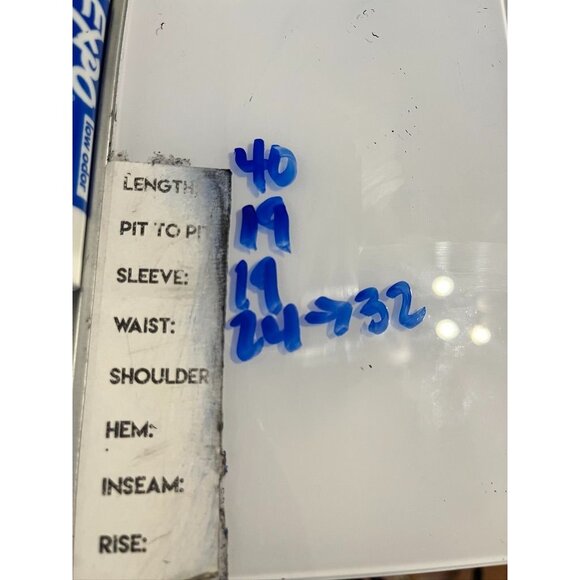 EXPO
low odor
LENGTH: 40
PIT TO PI 19
SLEEVE: 19
WAIST: 24→32
SHOULDER
HEM:
INSEAM:
RISE: